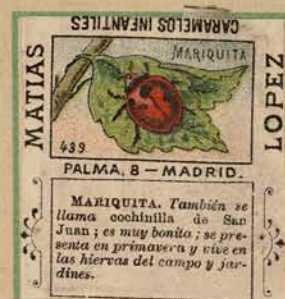 CARAMELOS INFANTILES
MATIAS
LOPEZ
MARIQUITA
439
PALMA, 8 — MADRID.
MARIQUITA. También se
llama cochinilla de San
Juan ; es muy bonita ; se pre-
senta en primavera y vive en
las hiervas del campo y jar-
dines.